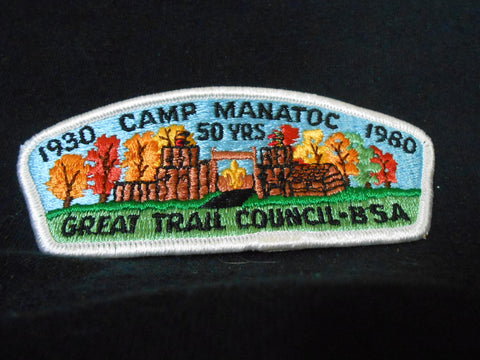 1930 CAMP MANATOC 1980
50 YRS
GREAT TRAIL COUNCIL-BSA